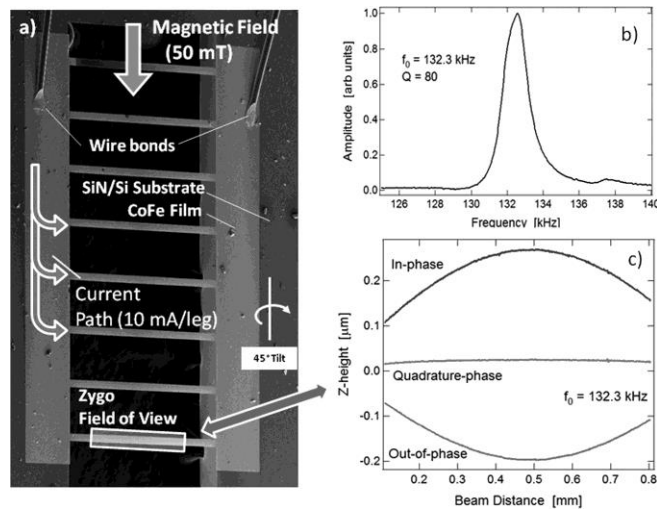 a)
Magnetic Field
(50 mT)
Wire bonds
SiN/Si Substrate
CoFe Film
Current
Path (10 mA/leg)
45°Tilt
Zygo
Field of View
b)
f₀ = 132.3 kHz
Q = 80
Amplitude [arb units]
1.0
0.8
0.6
0.4
0.2
0.0
126
128
130
132
134
136
138
140
Frequency [kHz]
c)
In-phase
Quadrature-phase
f₀ = 132.3 kHz
Out-of-phase
Z-height [µm]
0.2
0.1
0.0
-0.1
-0.2
0.2
0.3
0.4
0.5
0.6
0.7
0.8
Beam Distance [mm]